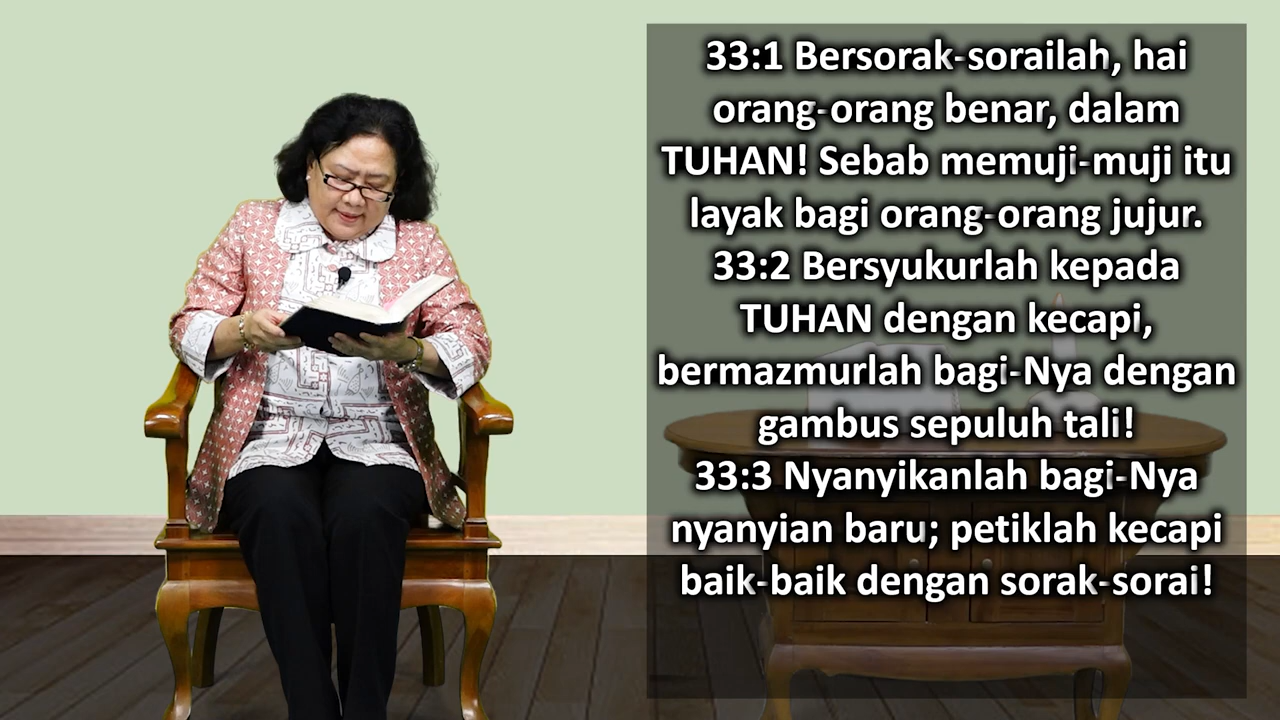 33:1 Bersorak-sorailah, hai
orang-orang benar, dalam
TUHAN! Sebab memuji-muji itu
layak bagi orang-orang jujur.
33:2 Bersyukurlah kepada
TUHAN dengan kecapi,
bermazmurlah bagi-Nya dengan
gambus sepuluh tali!
33:3 Nyanyikanlah bagi-Nya
nyanyian baru; petiklah kecapi
baik-baik dengan sorak-sorai!